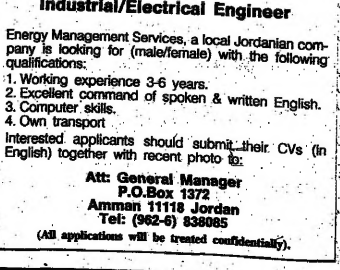 Industrial/Electrical Engineer
Energy Management Services, a local Jordanian com-
pany is looking for (male/female) with the following
qualifications:
1. Working experience 3-6 years.
2. Excellent command of spoken & written English.
3. Computer skills.
4. Own transport
Interested applicants should submit their CVs (in
English) together with recent photo to:
Att: General Manager
P.O.Box 1372
Amman 11118 Jordan
Tel: (962-6) 838085
(All applications will be treated confidentially).